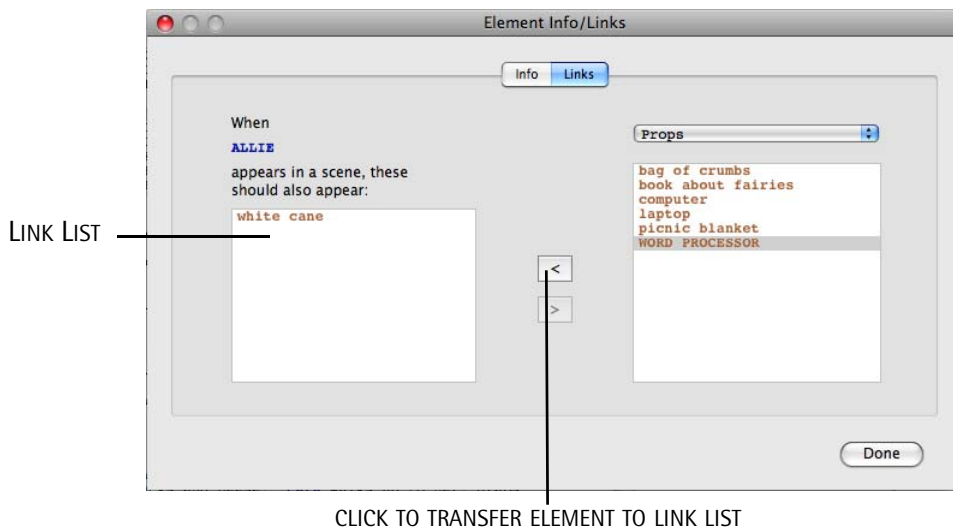 Element Info/Links
Info Links
When
ALLIE
appears in a scene, these
should also appear:
white cane
LINK LIST
<
>
Props
bag of crumbs
book about fairies
computer
laptop
picnic blanket
WORD PROCESSOR
Done
CLICK TO TRANSFER ELEMENT TO LINK LIST